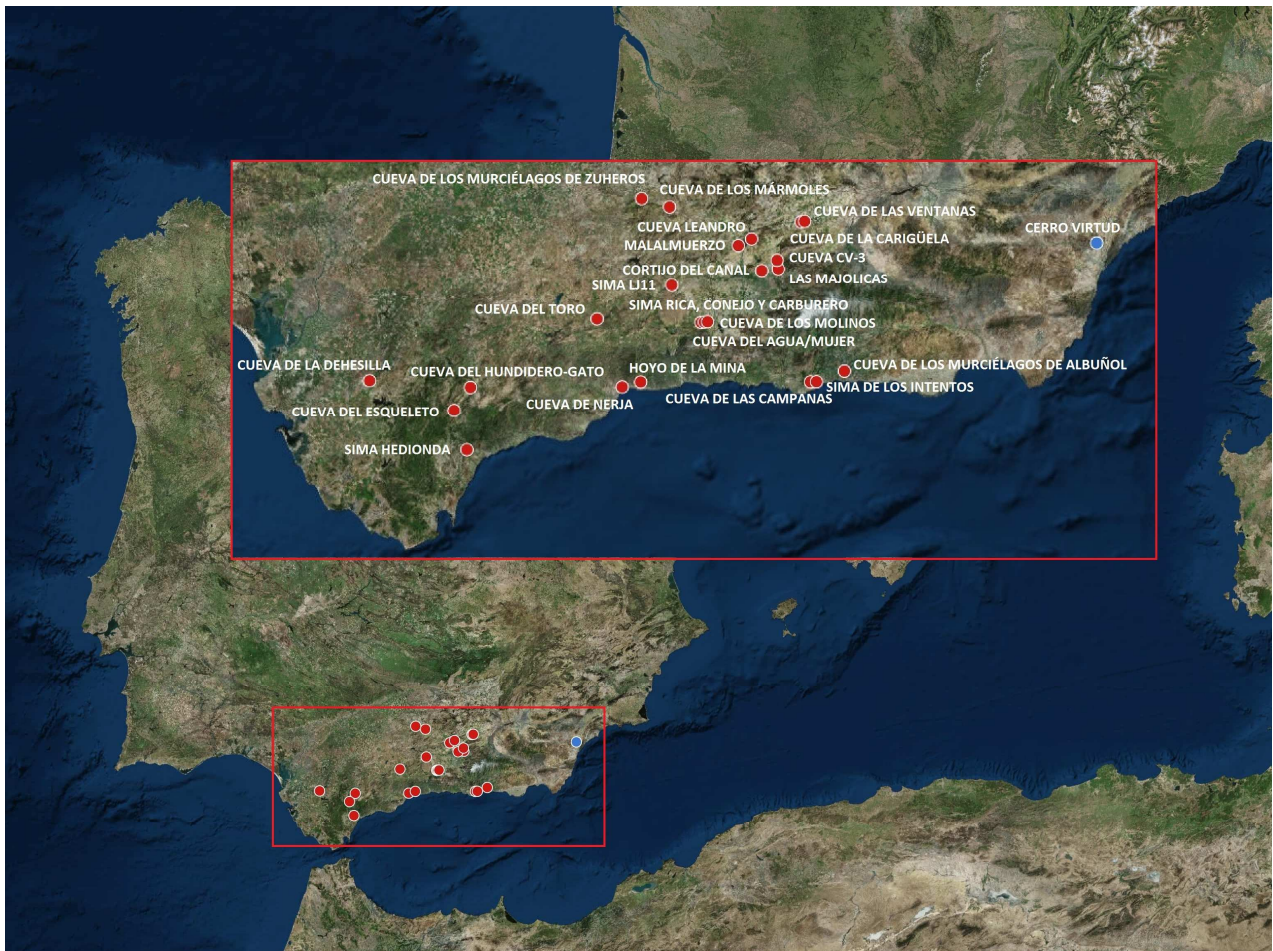 CUEVA DE LOS MURCIÉLAGOS DE ZUHEROS
CUEVA DE LOS MÁRMOLES
CUEVA DE LAS VENTANAS
CUEVA LEANDRO
CERRO VIRTUD
CUEVA DE LA CARIGÜELA
MALALMUERZO
CUEVA CV-3
CORTIJO DEL CANAL
LAS MAJOLICAS
SIMA LJ11
SIMA RICA, CONEJO Y CARBURERO
CUEVA DEL TORO
CUEVA DE LOS MOLINOS
CUEVA DEL AGUA/MUJER
CUEVA DE LA DEHESILLA
CUEVA DEL HUNDIDERO-GATO
HOYO DE LA MINA
CUEVA DE LOS MURCIÉLAGOS DE ALBUÑOL
SIMA DE LOS INTENTOS
CUEVA DE LAS CAMPANAS
CUEVA DE NERJA
CUEVA DEL ESQUELETO
SIMA HEDIONDA